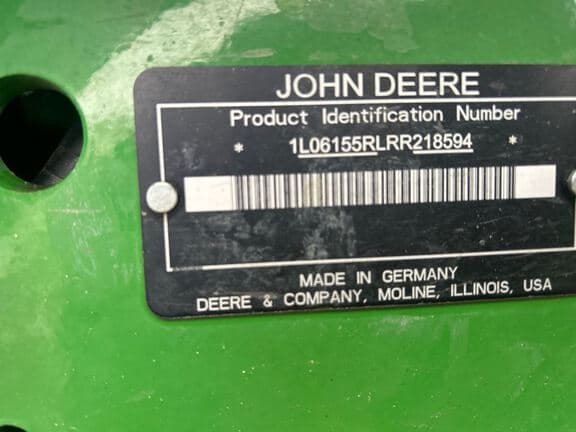 JOHN DEERE
Product Identification Number
* 1L06155RLRR218594 *
MADE IN GERMANY
DEERE & COMPANY, MOLINE, ILLINOIS, USA